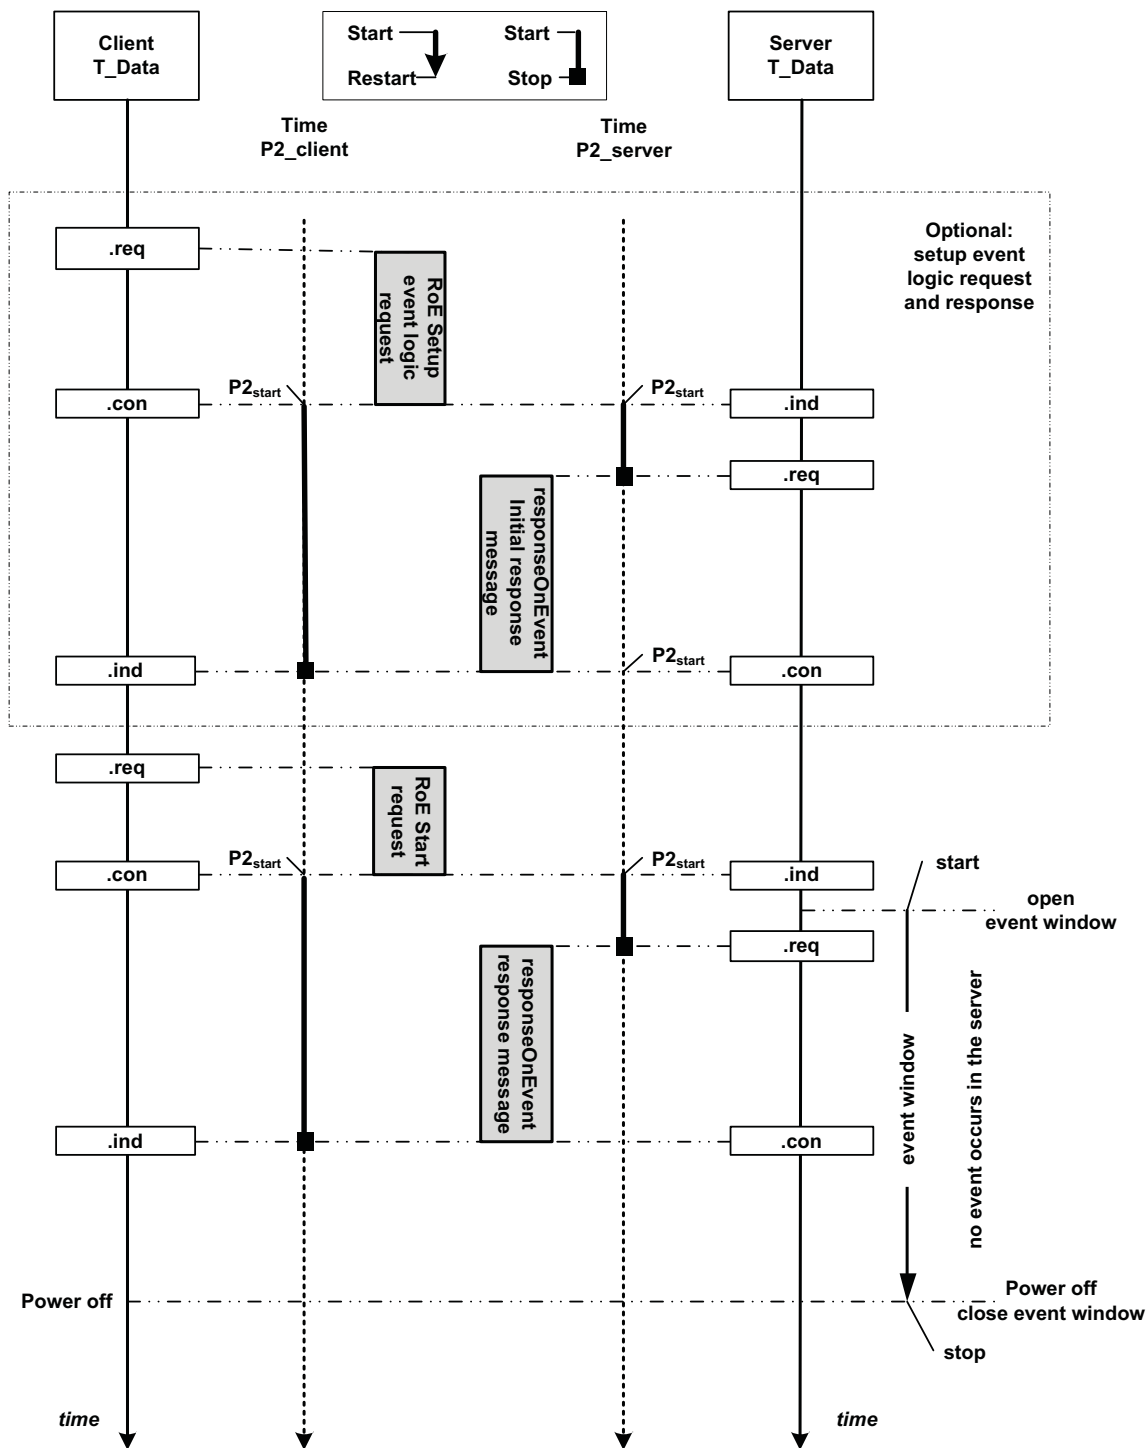 Client
T_Data
Start
Restart
Start
Stop
Server
T_Data
Time
P2_client
Time
P2_server
Optional:
setup event
logic request
and response
.req
RoE Setup
event logic
request
.con
P2start
P2start
.ind
.req
responseOnEvent
Initial response
message
.ind
P2start
.con
.req
RoE Start
request
.con
P2start
P2start
.ind
start
open
event window
.req
responseOnEvent
response message
event window
no event occurs in the server
.ind
.con
Power off
Power off
close event window
stop
time
time